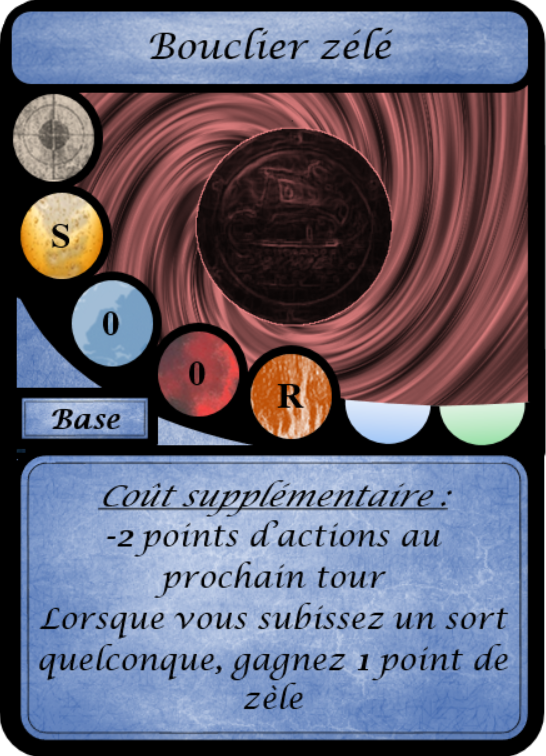 Bouclier zélé
S
0
0
R
Base
Coût supplémentaire :
-2 points d'actions au
prochain tour
Lorsque vous subissez un sort
quelconque, gagnez 1 point de
zèle